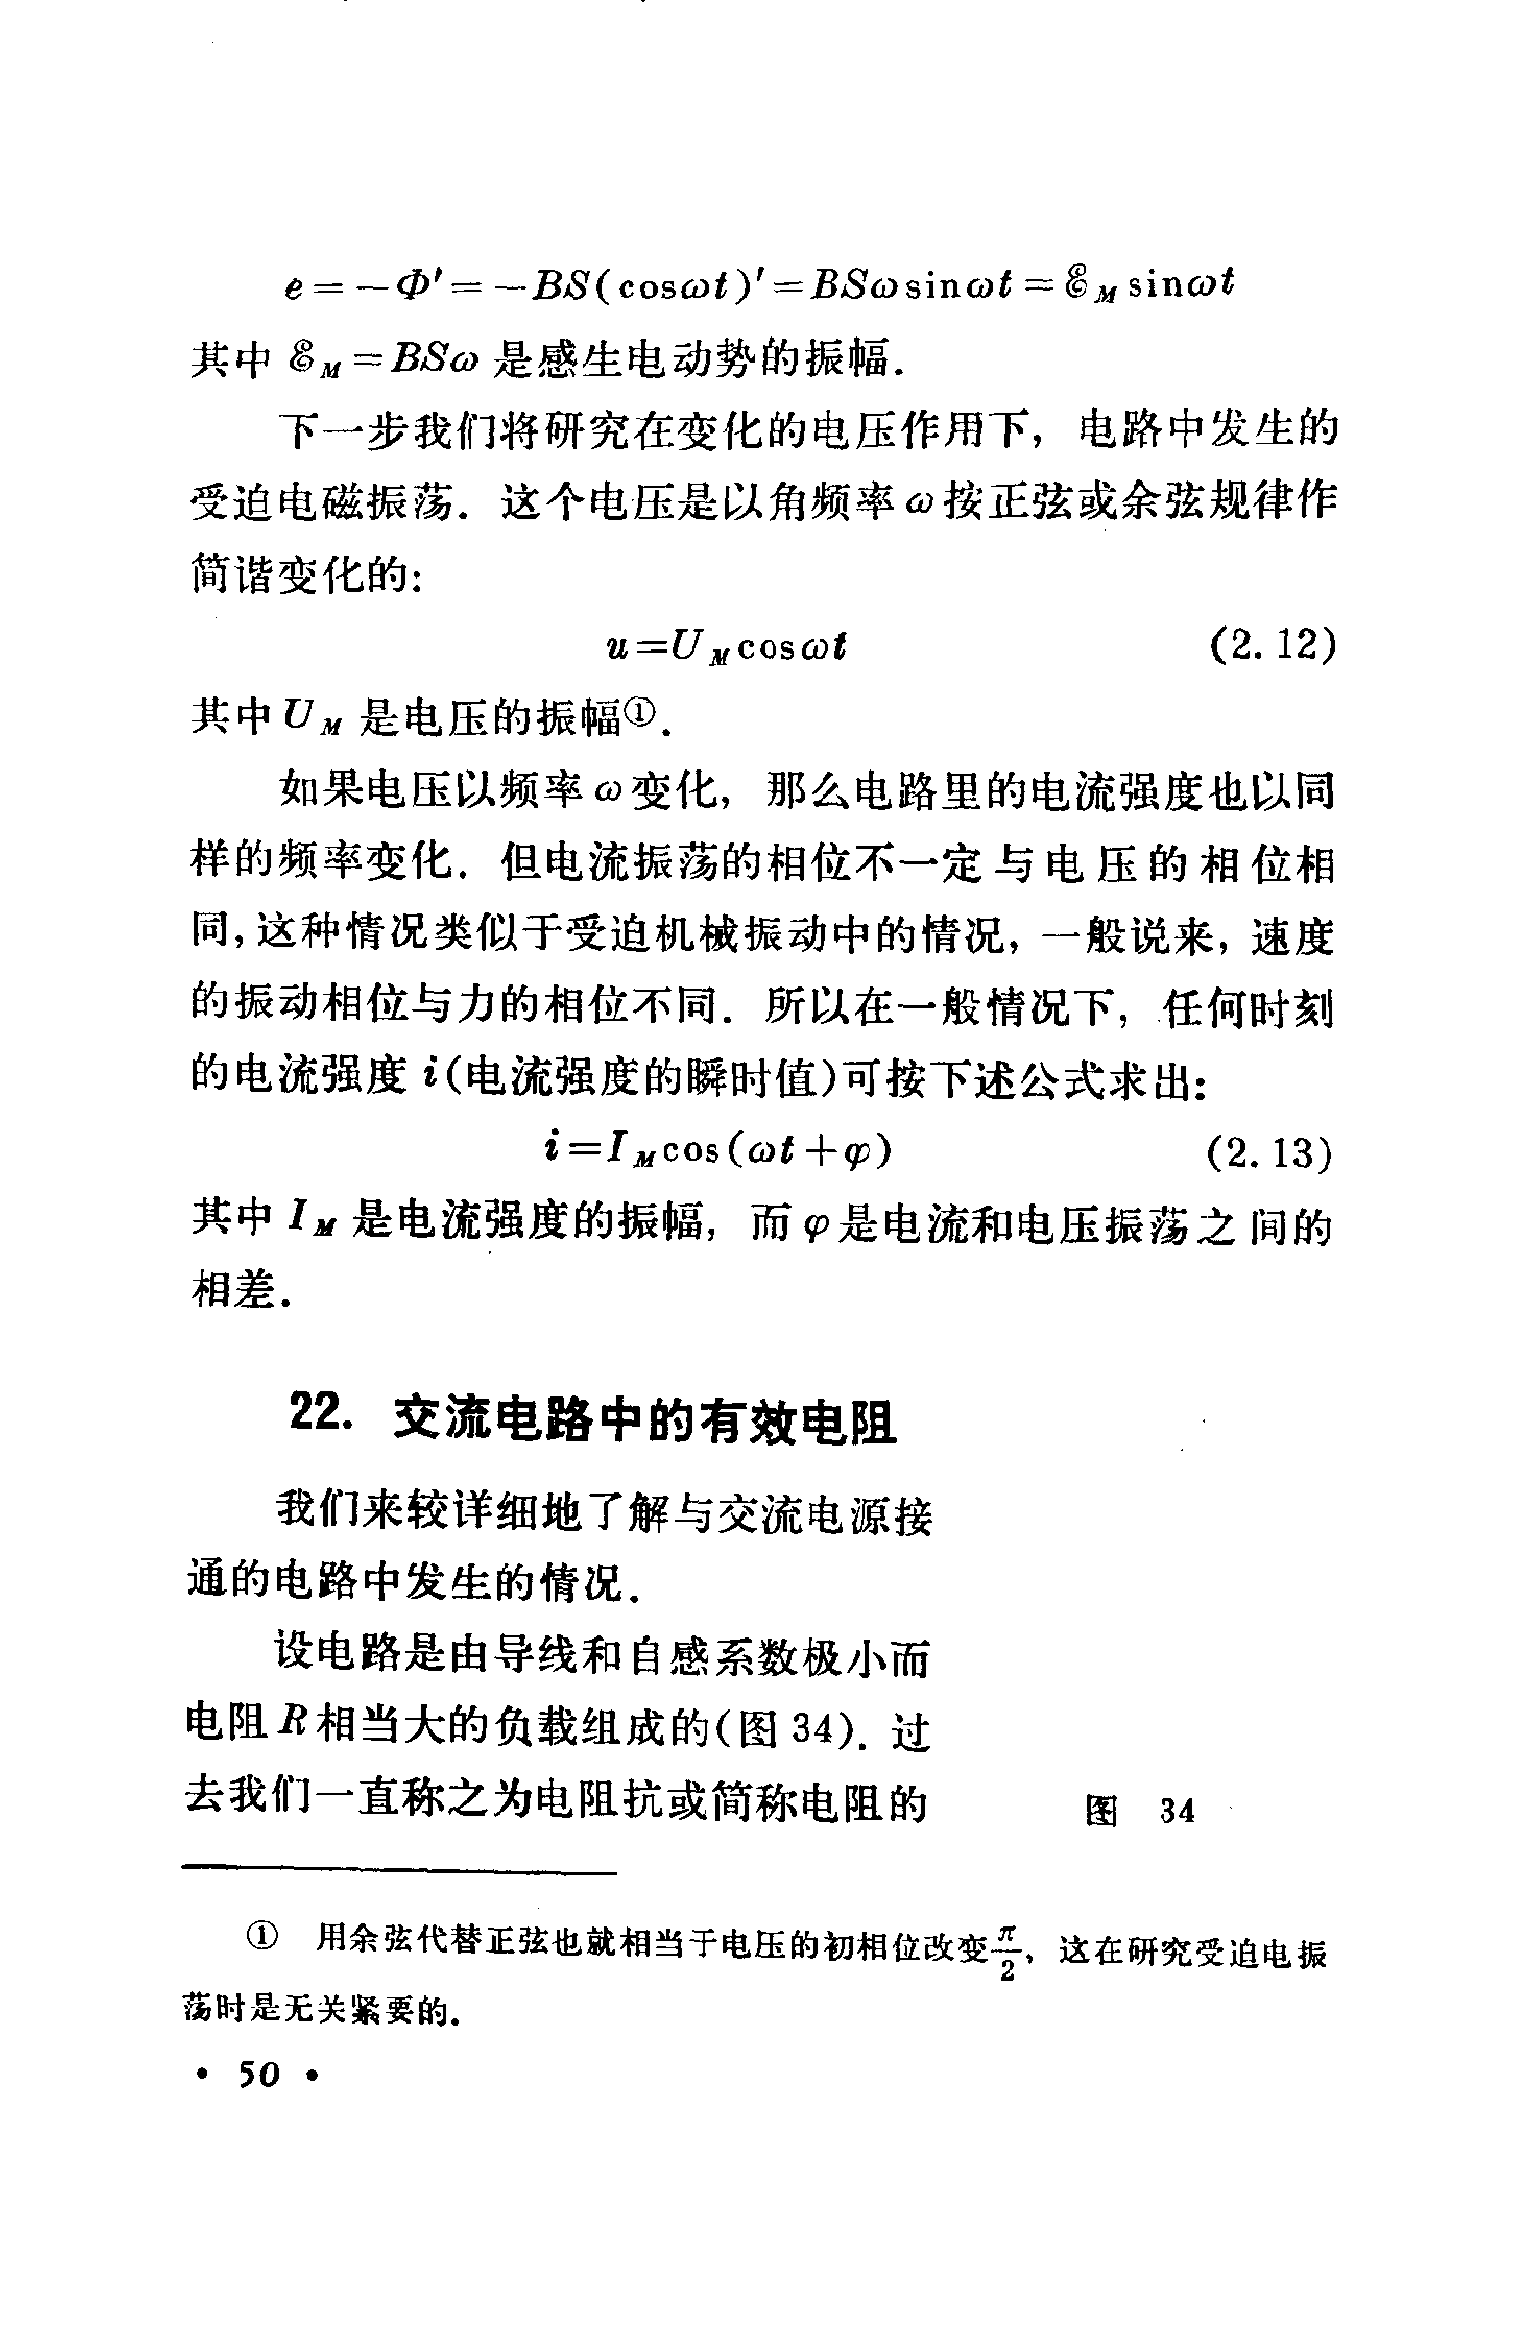 e=-Φ′=-BS(cosωt)′=BSωsinωt=ℰ_M sinωt
其中 ℰ_M=BSω 是感生电动势的振幅.
下一步我们将研究在变化的电压作用下，电路中发生的
受迫电磁振荡. 这个电压是以角频率ω按正弦或余弦规律作
简谐变化的:
u=U_M cosωt (2.12)
其中U_M 是电压的振幅①.
如果电压以频率ω变化，那么电路里的电流强度也以同
样的频率变化. 但电流振荡的相位不一定与电压的相位相
同，这种情况类似于受迫机械振动中的情况，一般说来，速度
的振动相位与力的相位不同. 所以在一般情况下，任何时刻
的电流强度 i(电流强度的瞬时值)可按下述公式求出:
i=I_M cos(ωt+φ) (2.13)
其中 I_M 是电流强度的振幅，而φ是电流和电压振荡之间的
相差.
22. 交流电路中的有效电阻
我们来较详细地了解与交流电源接
通的电路中发生的情况.
设电路是由导线和自感系数极小而
电阻R相当大的负载组成的(图 34). 过
去我们一直称之为电阻抗或简称电阻的
图 34
① 用余弦代替正弦也就相当于电压的初相位改变π/2，这在研究受迫电振
荡时是无关紧要的.
• 50 •